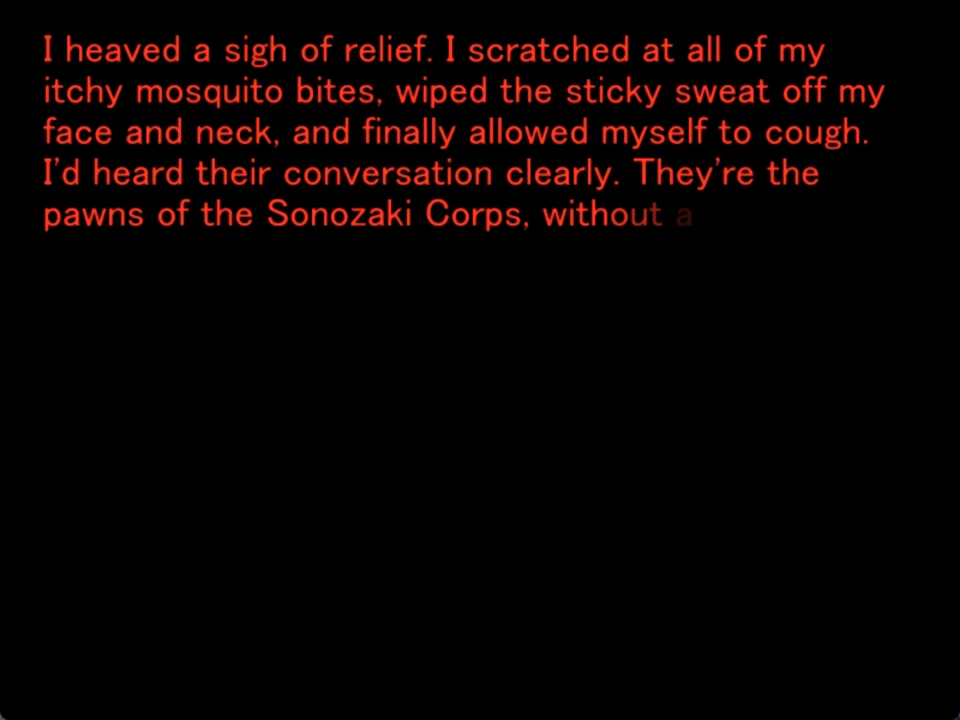 I heaved a sigh of relief. I scratched at all of my
itchy mosquito bites, wiped the sticky sweat off my
face and neck, and finally allowed myself to cough.
I'd heard their conversation clearly. They're the
pawns of the Sonozaki Corps, without a